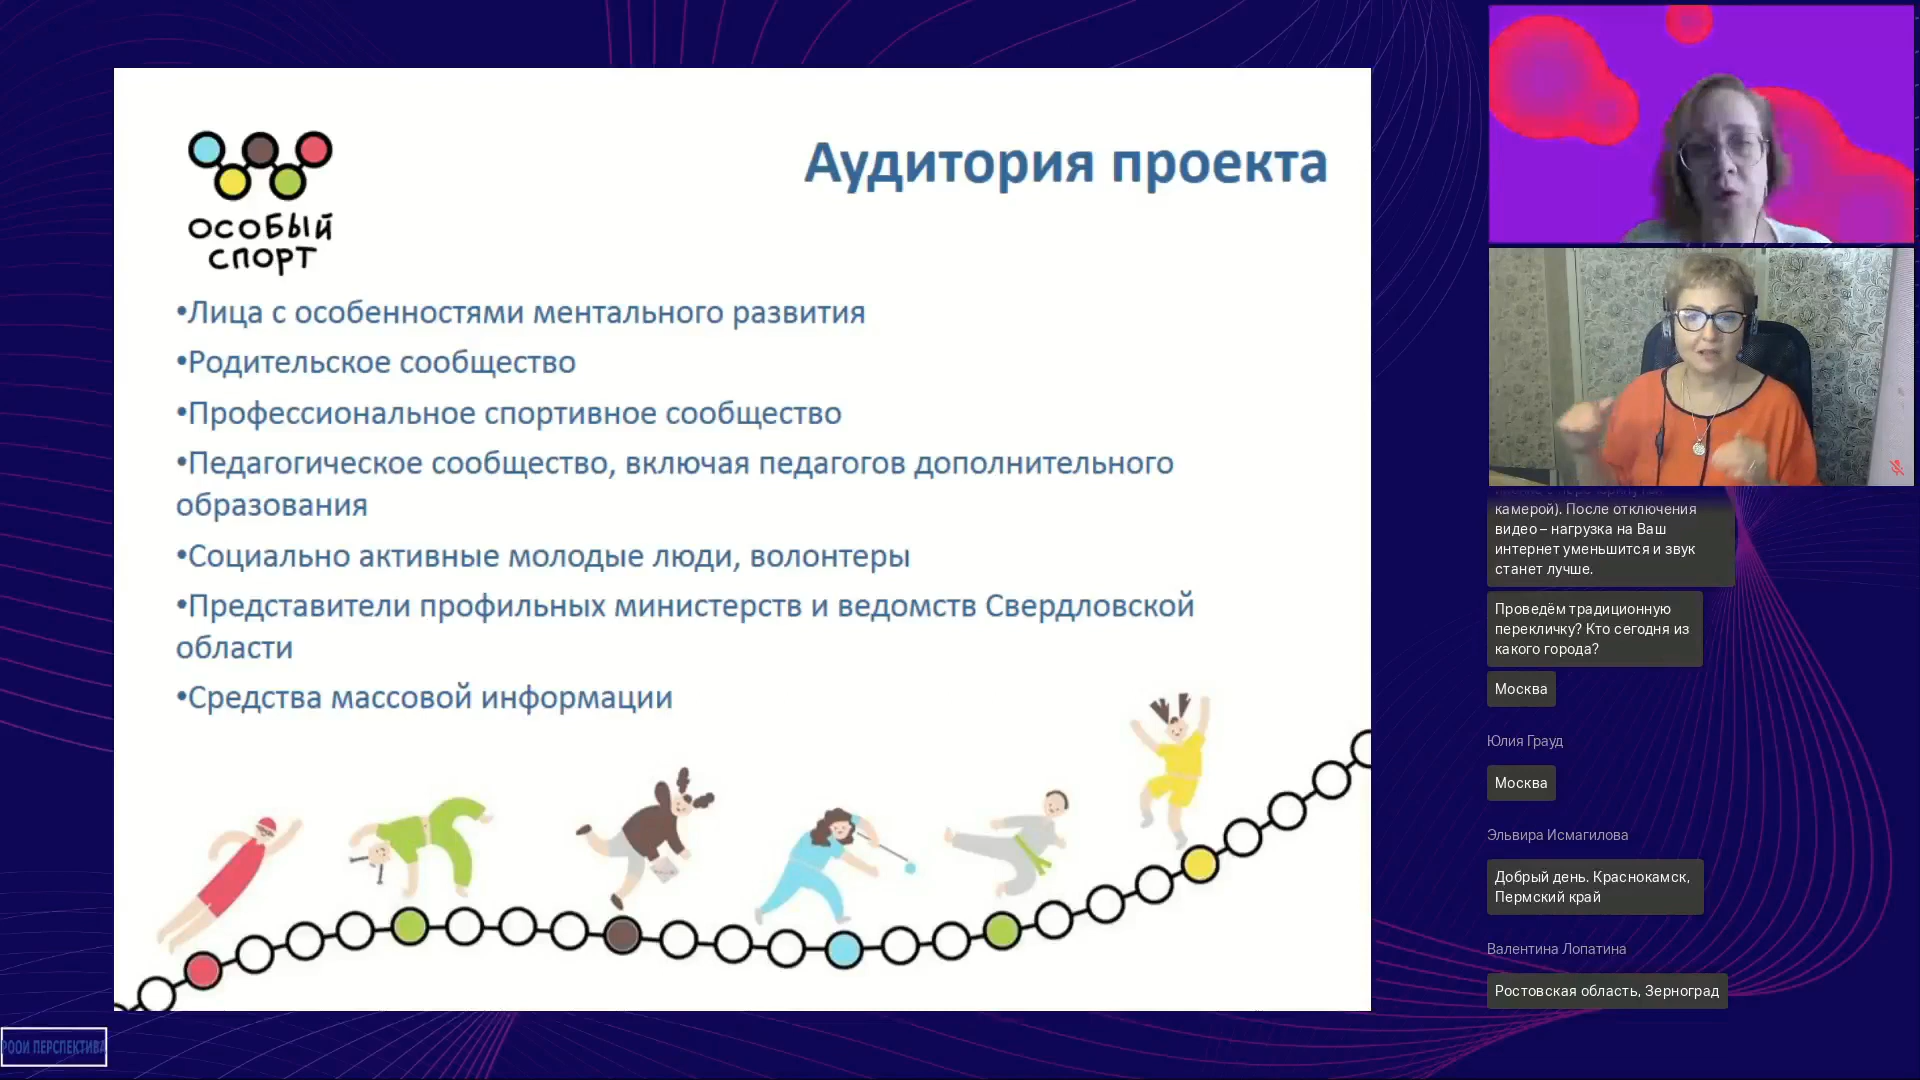 ОСОБЫЙ
СПОРТ
Аудитория проекта
•Лица с особенностями ментального развития
•Родительское сообщество
•Профессиональное спортивное сообщество
•Педагогическое сообщество, включая педагогов дополнительного
образования
•Социально активные молодые люди, волонтеры
•Представители профильных министерств и ведомств Свердловской
области
•Средства массовой информации
камерой). После отключения
видео – нагрузка на Ваш
интернет уменьшится и звук
станет лучше.
Проведём традиционную
перекличку? Кто сегодня из
какого города?
Москва
Юлия Грауд
Москва
Эльвира Исмагилова
Добрый день. Краснокамск,
Пермский край
Валентина Лопатина
Ростовская область, Зерноград
РООИ ПЕРСПЕКТИВА